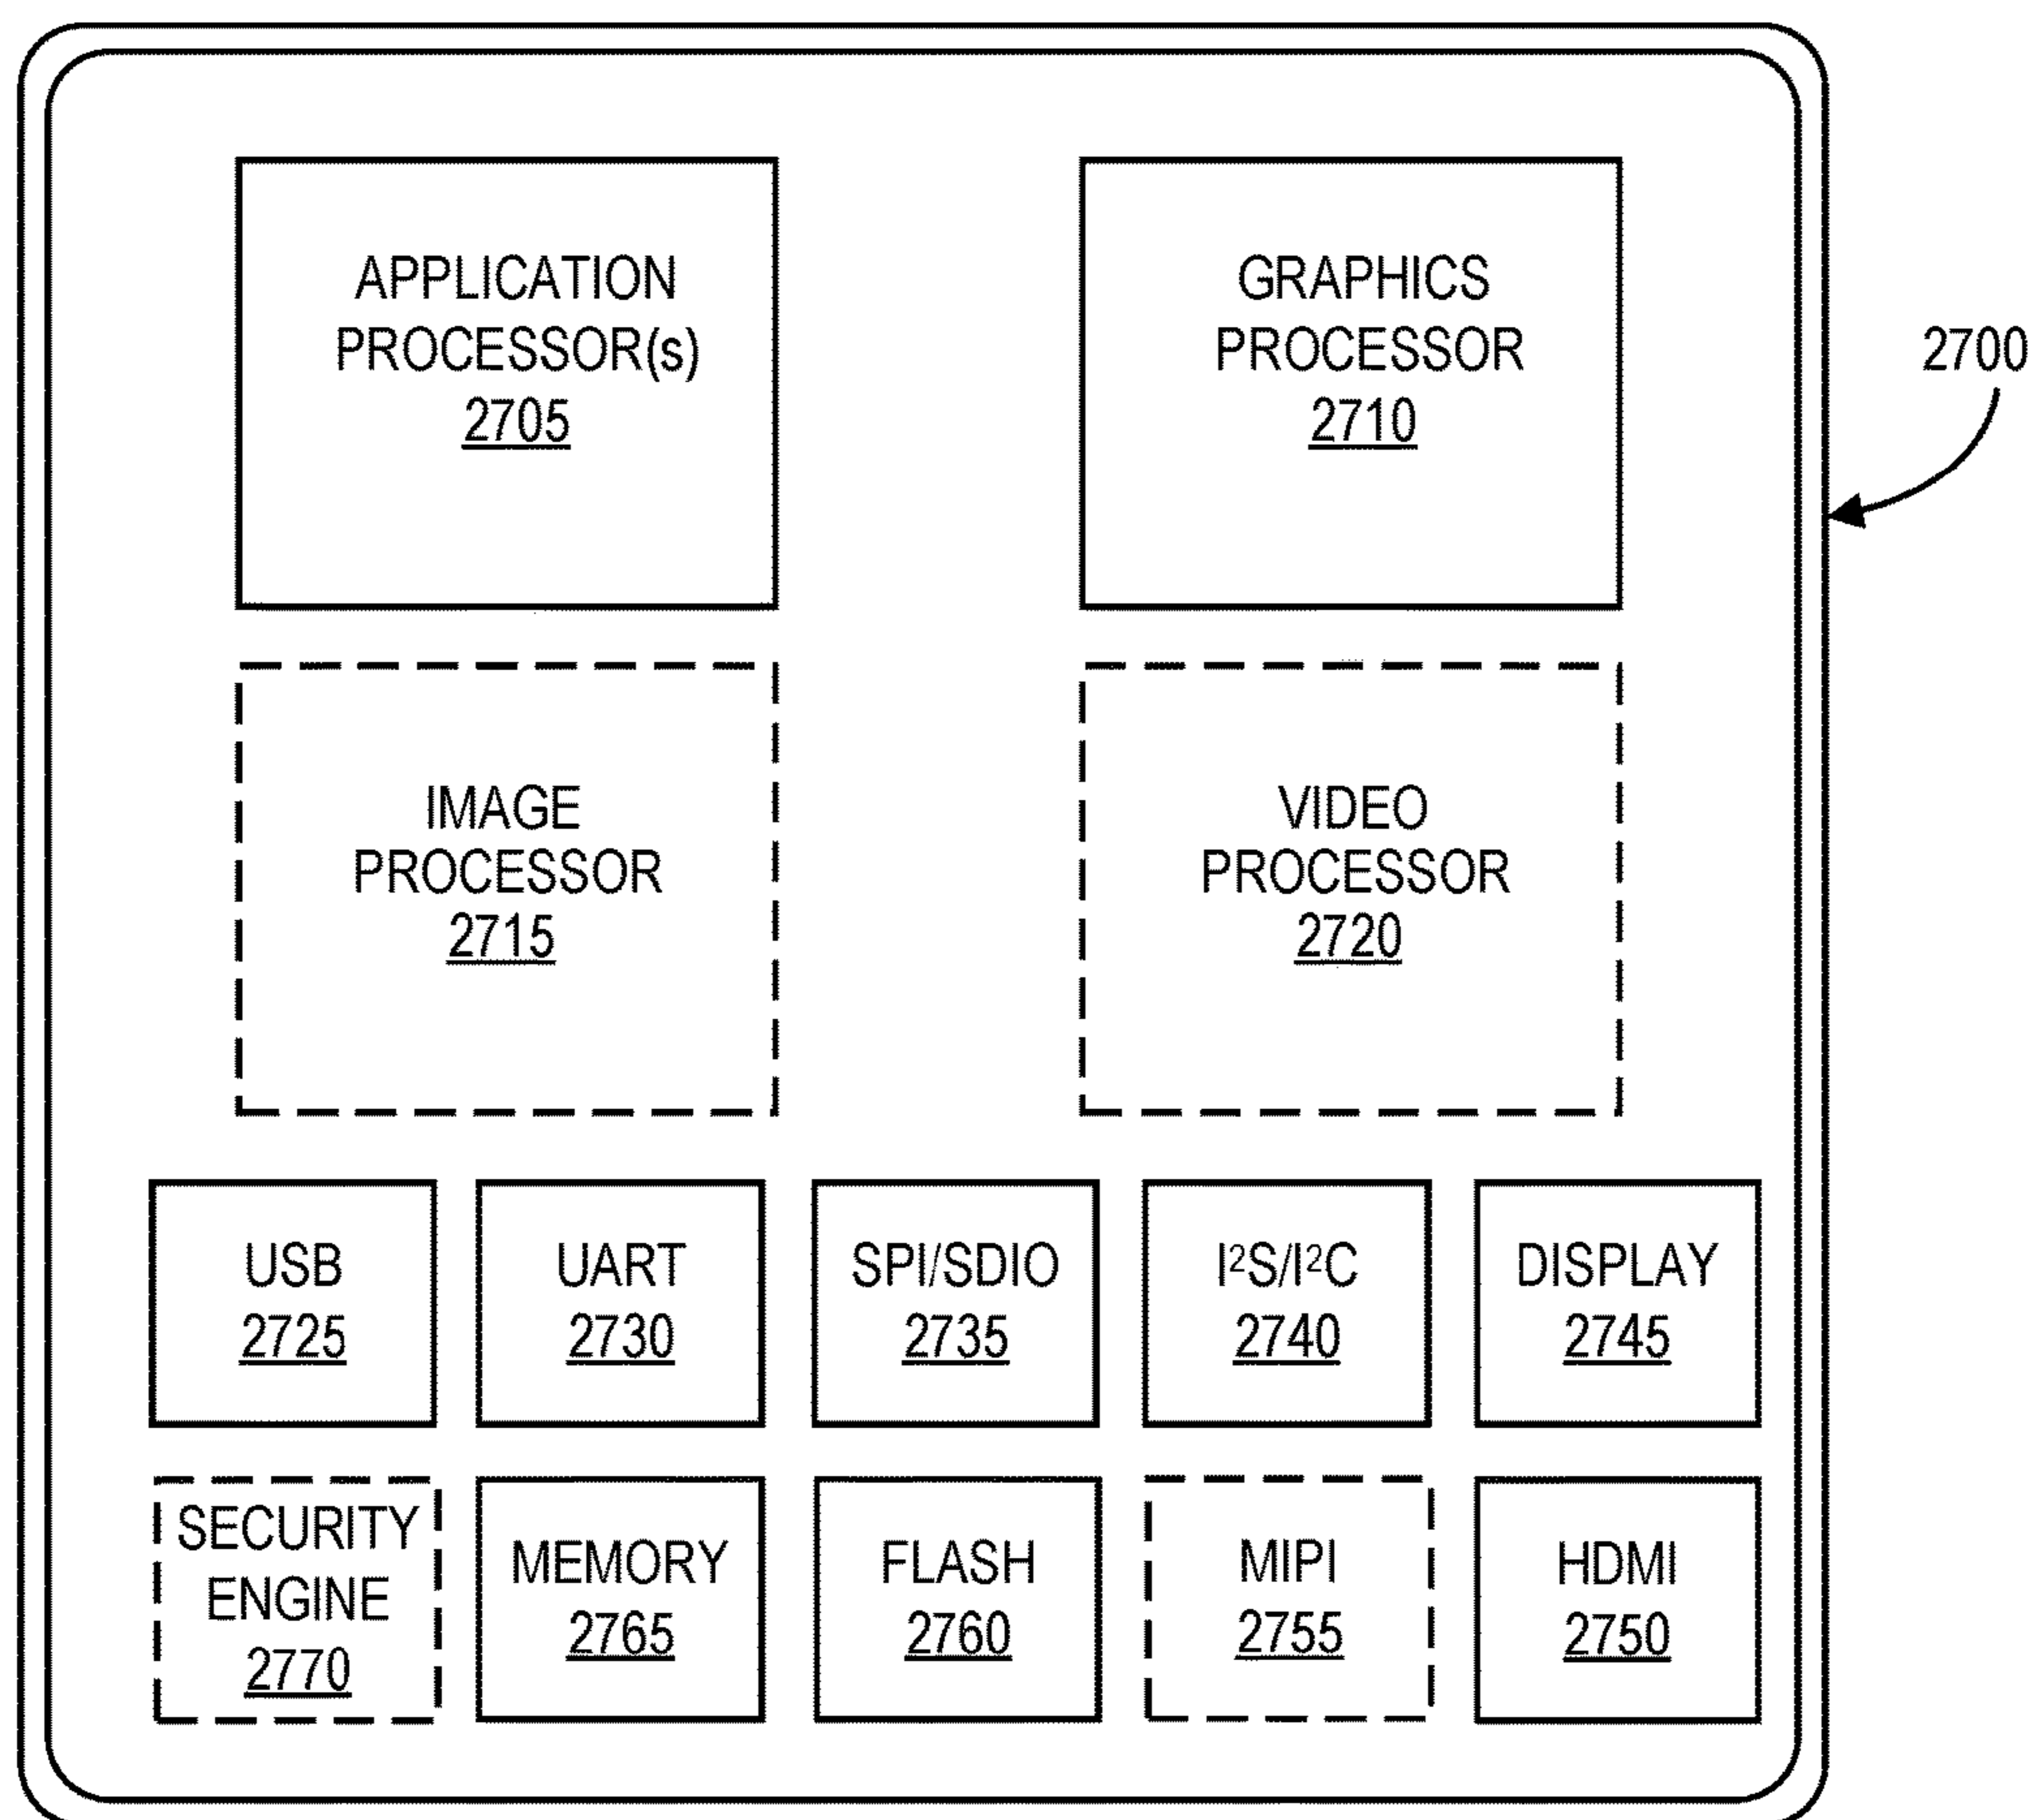 APPLICATION
PROCESSOR(s)
2705
GRAPHICS
PROCESSOR
2710
2700
IMAGE
PROCESSOR
2715
VIDEO
PROCESSOR
2720
USB
2725
UART
2730
SPI/SDIO
2735
I²S/I²C
2740
DISPLAY
2745
SECURITY
ENGINE
2770
MEMORY
2765
FLASH
2760
MIPI
2755
HDMI
2750